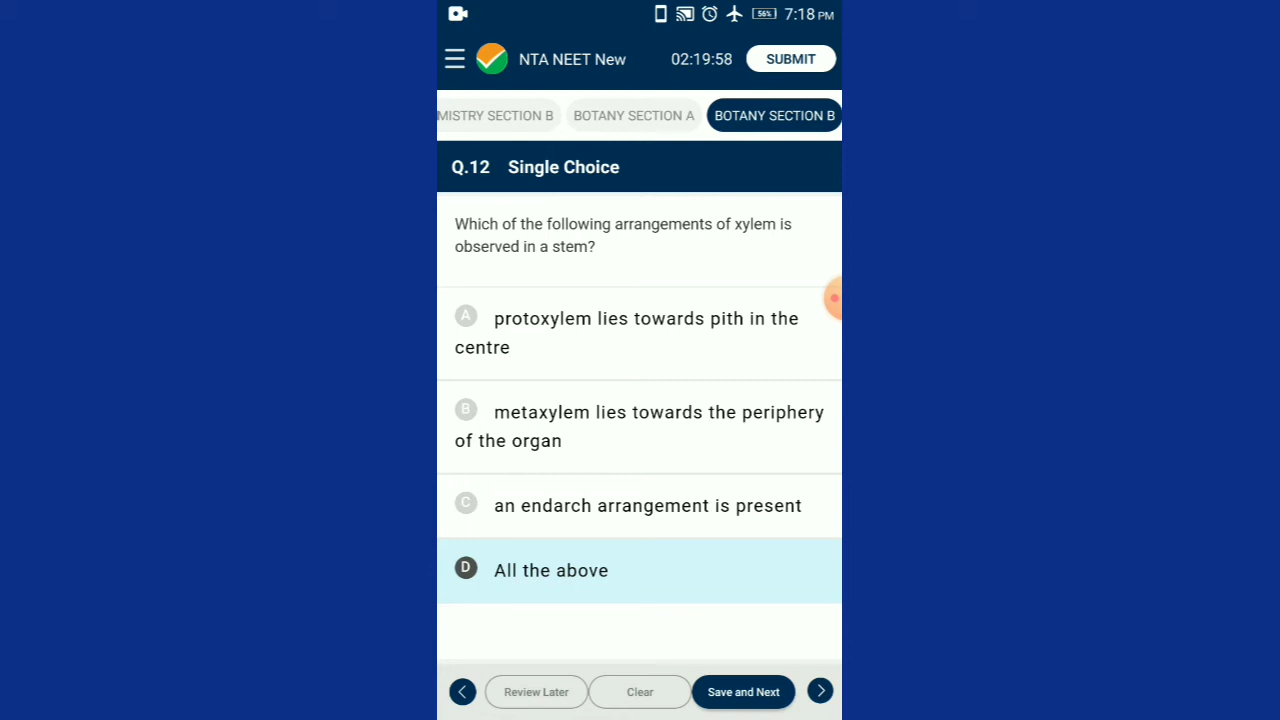 56% 7:18 PM
NTA NEET New 02:19:58 SUBMIT
MISTRY SECTION B BOTANY SECTION A BOTANY SECTION B
Q.12 Single Choice
Which of the following arrangements of xylem is
observed in a stem?
A protoxylem lies towards pith in the
centre
B metaxylem lies towards the periphery
of the organ
C an endarch arrangement is present
D All the above
Review Later Clear Save and Next